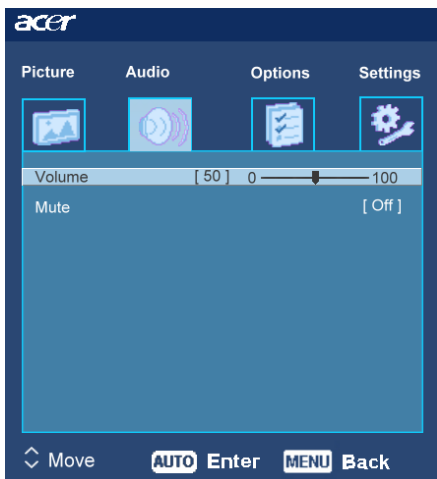 acer
Picture Audio Options Settings
Volume [ 50 ] 0 100
Mute [ Off ]
Move AUTO Enter MENU Back